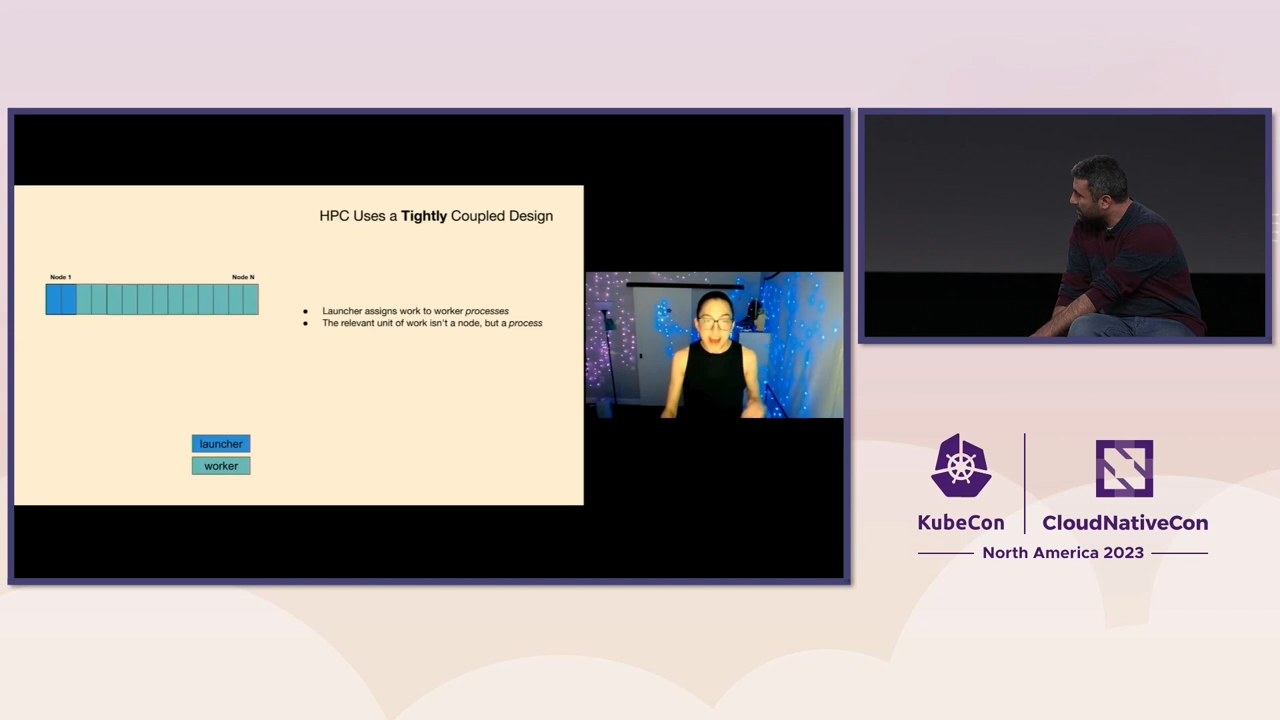 HPC Uses a Tightly Coupled Design
Node 1
Node N
● Launcher assigns work to worker processes
● The relevant unit of work isn't a node, but a process
launcher
worker
KubeCon
CloudNativeCon
North America 2023